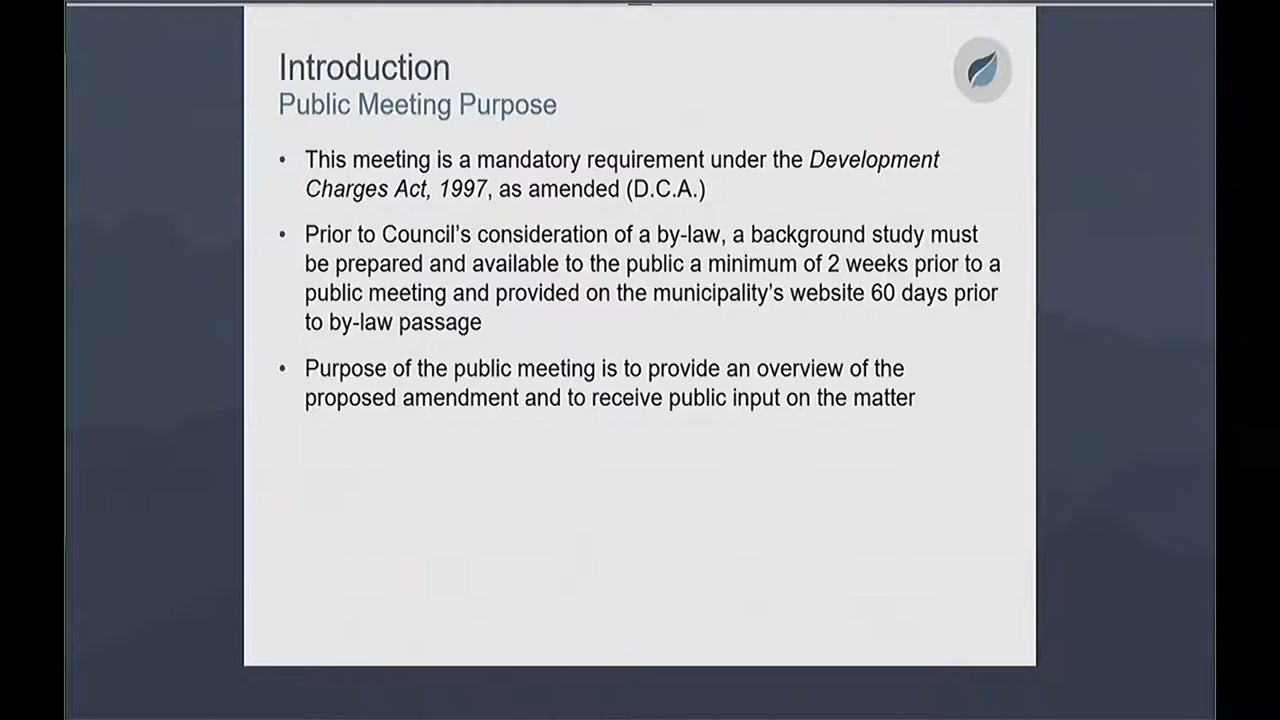 Introduction
Public Meeting Purpose
• This meeting is a mandatory requirement under the Development
Charges Act, 1997, as amended (D.C.A.)
• Prior to Council’s consideration of a by-law, a background study must
be prepared and available to the public a minimum of 2 weeks prior to a
public meeting and provided on the municipality’s website 60 days prior
to by-law passage
• Purpose of the public meeting is to provide an overview of the
proposed amendment and to receive public input on the matter